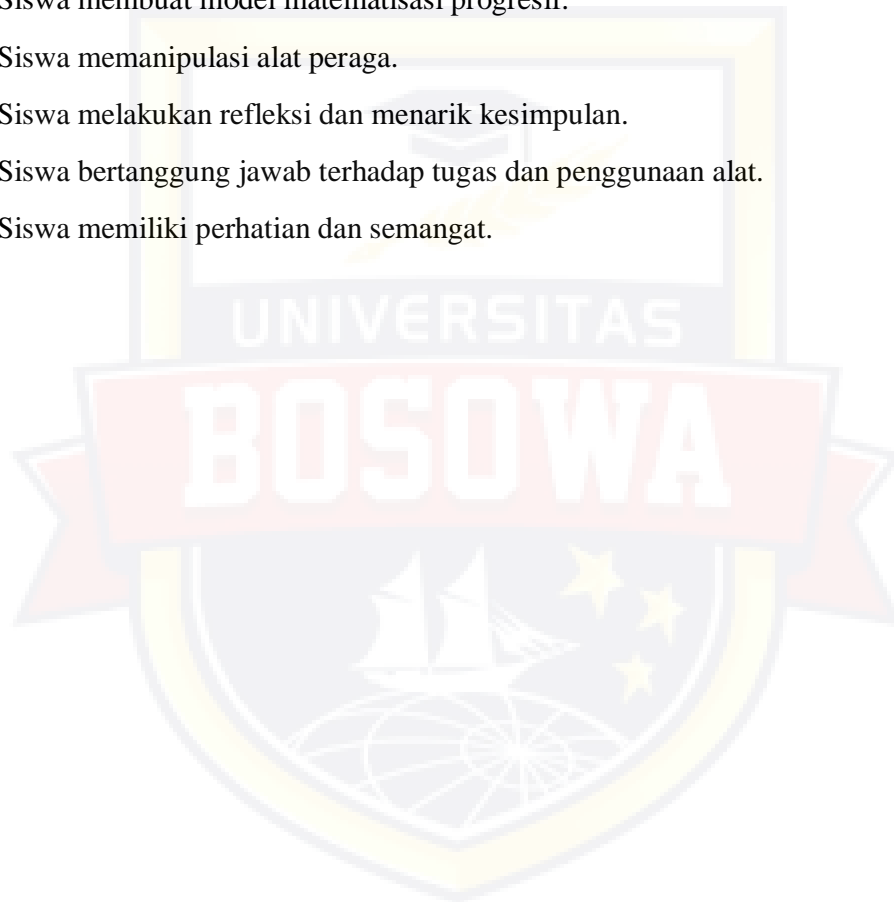 Siswa membuat model matematisasi progresif.
Siswa memanipulasi alat peraga.
Siswa melakukan refleksi dan menarik kesimpulan.
Siswa bertanggung jawab terhadap tugas dan penggunaan alat.
Siswa memiliki perhatian dan semangat.
UNIVERSITAS
BOSOWA